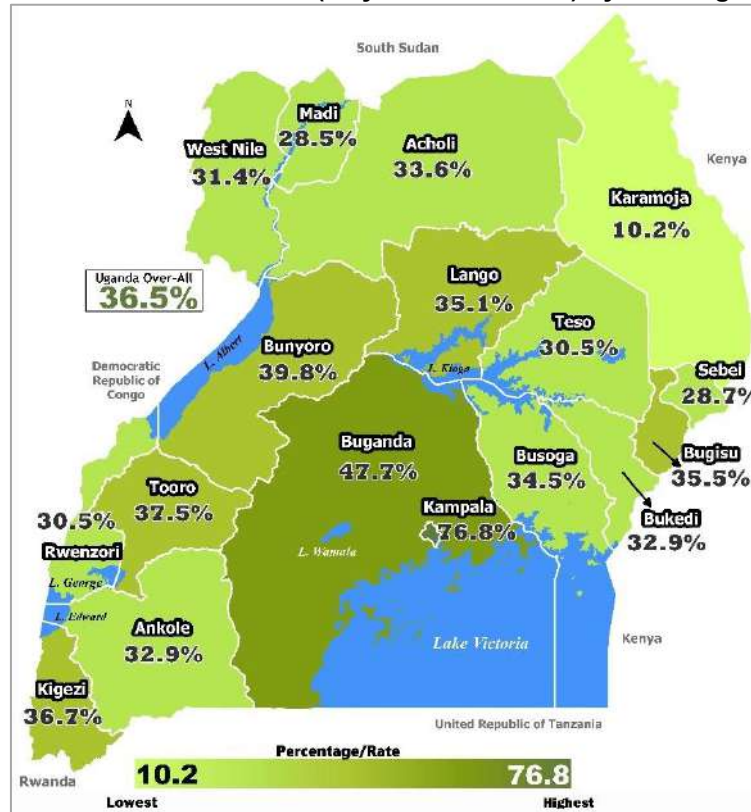 South Sudan
N
Madi
28.5%
West Nile
31.4%
Acholi
33.6%
Kenya
Karamoja
10.2%
Uganda Over-All
36.5%
Lango
35.1%
Teso
30.5%
L. Albert
Bunyoro
39.8%
L. Kioga
Democratic
Republic of
Congo
Sebei
28.7%
Buganda
47.7%
Busoga
34.5%
Bugisu
35.5%
Tooro
37.5%
Kampala
76.8%
Bukedi
32.9%
30.5%
Rwenzori
L. Wamala
L. George
L. Edward
Ankole
32.9%
Lake Victoria
Kenya
Kigezi
36.7%
United Republic of Tanzania
Percentage/Rate
Rwanda
10.2
76.8
Lowest
Highest